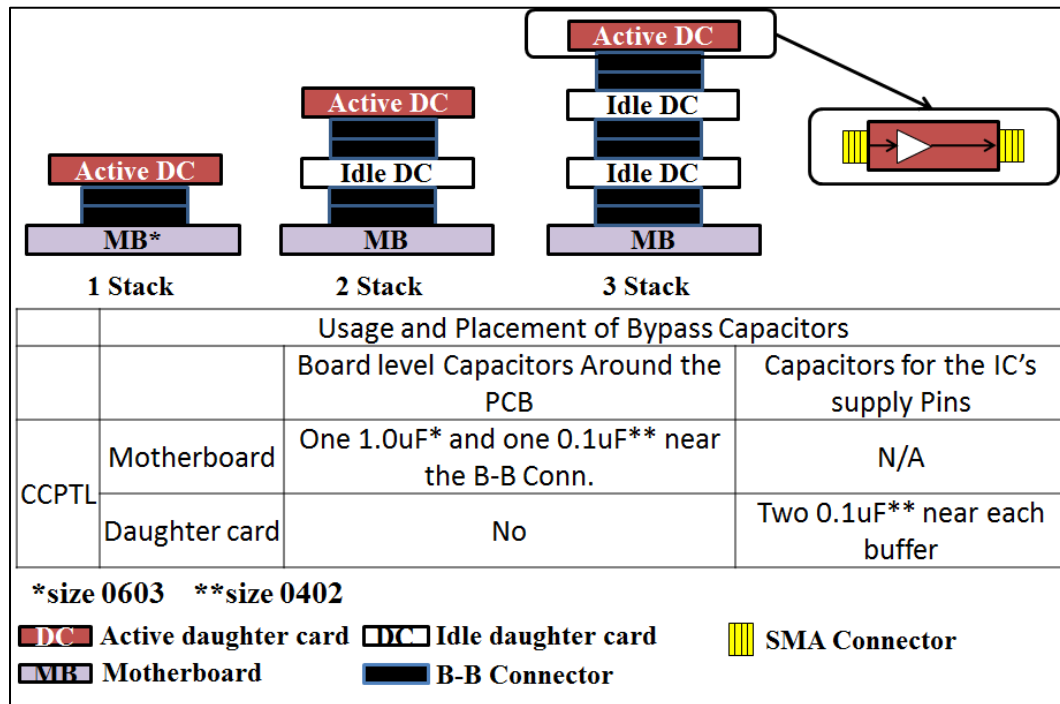 Active DC
Active DC
Idle DC
Idle DC
Active DC
Idle DC
MB*
MB
MB
1 Stack
2 Stack
3 Stack
Usage and Placement of Bypass Capacitors
Board level Capacitors Around the
PCB
Capacitors for the IC’s
supply Pins
CCPTL
Motherboard
One 1.0uF* and one 0.1uF** near
the B-B Conn.
N/A
Daughter card
No
Two 0.1uF** near each
buffer
*size 0603 **size 0402
DC Active daughter card
DC Idle daughter card
SMA Connector
MB Motherboard
B-B Connector